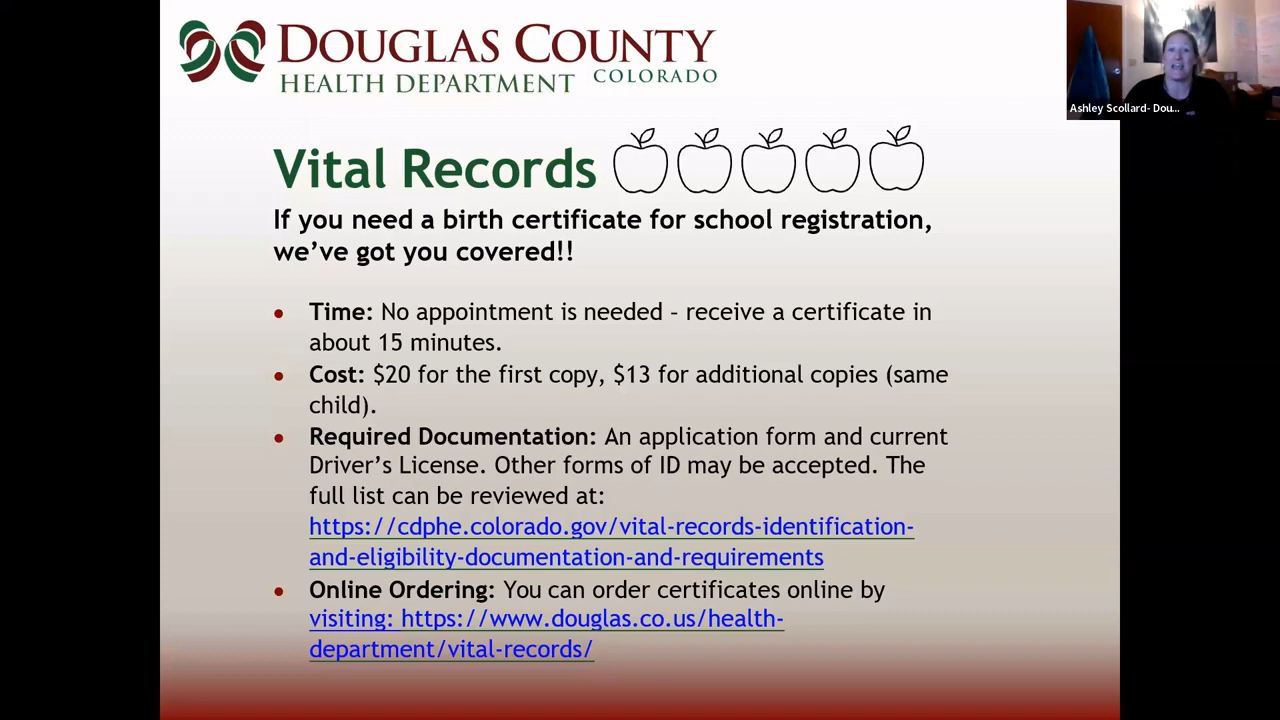 DOUGLAS COUNTY
HEALTH DEPARTMENT COLORADO
Ashley Scollard- Dou...
Vital Records
If you need a birth certificate for school registration,
we've got you covered!!
• Time: No appointment is needed – receive a certificate in
about 15 minutes.
• Cost: $20 for the first copy, $13 for additional copies (same
child).
• Required Documentation: An application form and current
Driver's License. Other forms of ID may be accepted. The
full list can be reviewed at:
https://cdphe.colorado.gov/vital-records-identification-
and-eligibility-documentation-and-requirements
• Online Ordering: You can order certificates online by
visiting: https://www.douglas.co.us/health-
department/vital-records/